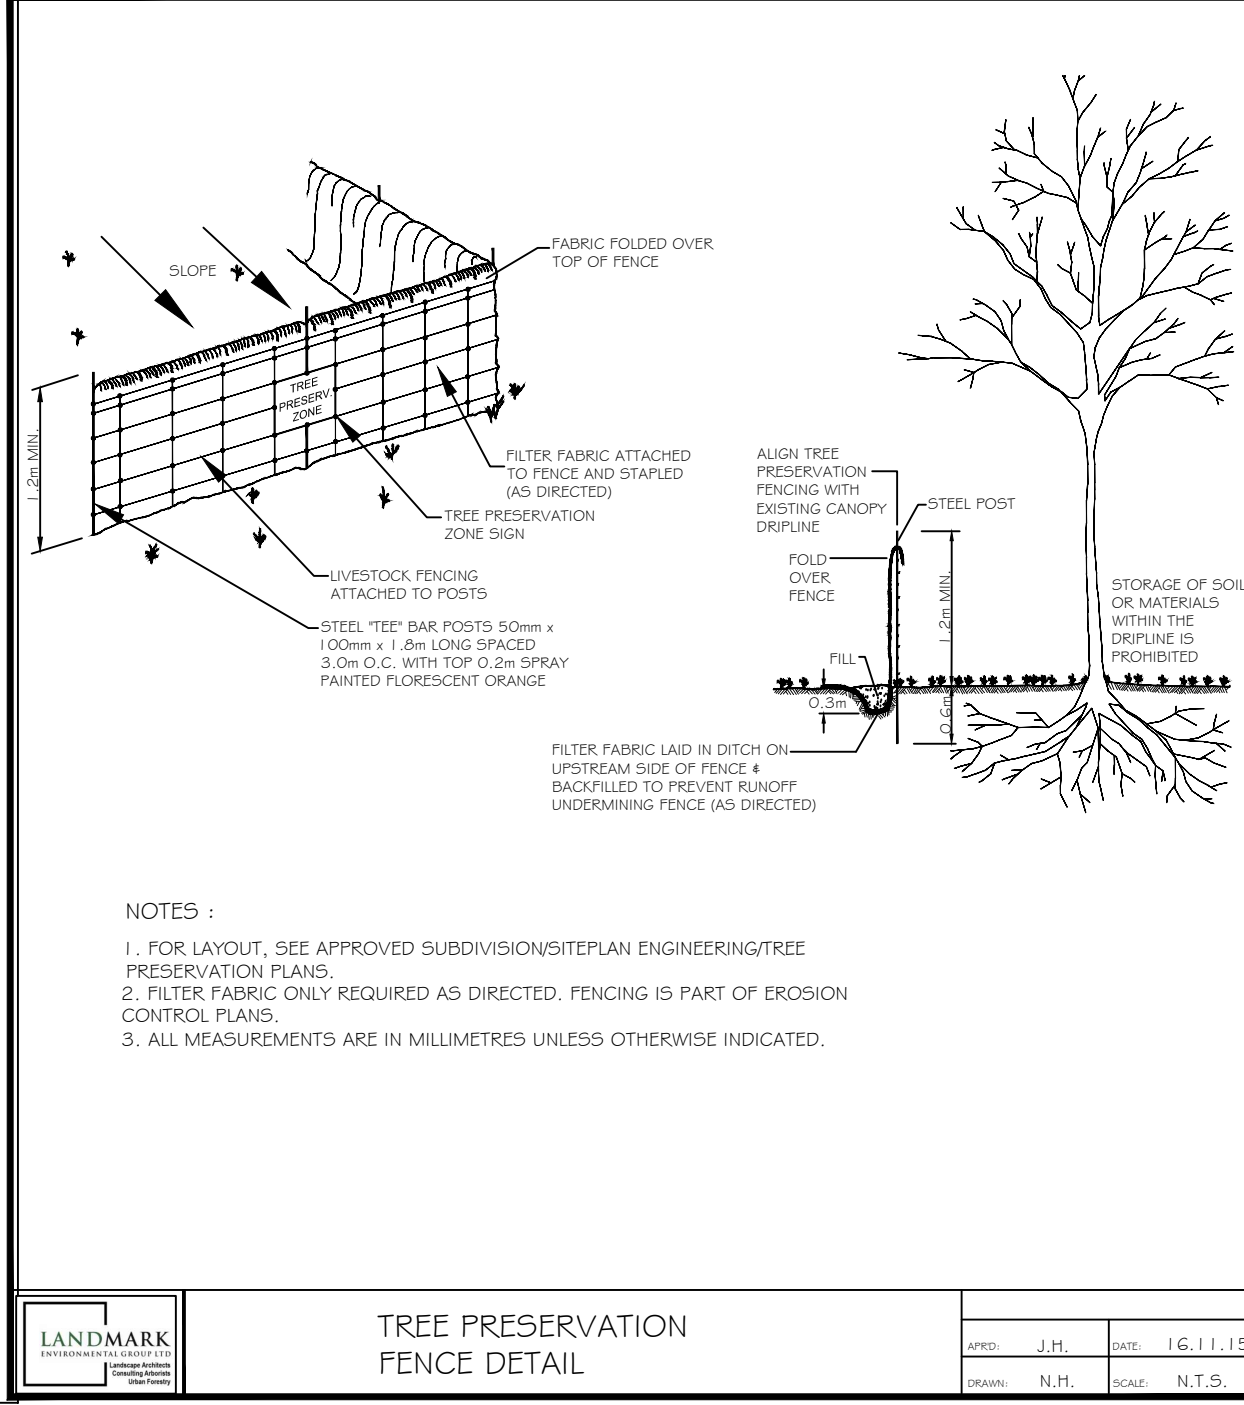 FABRIC FOLDED OVER
TOP OF FENCE
SLOPE
TREE
PRESERV.
ZONE
1.2m MIN.
FILTER FABRIC ATTACHED
TO FENCE AND STAPLED
(AS DIRECTED)
TREE PRESERVATION
ZONE SIGN
LIVESTOCK FENCING
ATTACHED TO POSTS
STEEL "TEE" BAR POSTS 50mm x
100mm x 1.8m LONG SPACED
3.0m O.C. WITH TOP 0.2m SPRAY
PAINTED FLORESCENT ORANGE
ALIGN TREE
PRESERVATION
FENCING WITH
EXISTING CANOPY
DRIPLINE
STEEL POST
FOLD
OVER
FENCE
1.2m MIN.
STORAGE OF SOIL
OR MATERIALS
WITHIN THE
DRIPLINE IS
PROHIBITED
FILL
0.3m
0.6m
FILTER FABRIC LAID IN DITCH ON
UPSTREAM SIDE OF FENCE &
BACKFILLED TO PREVENT RUNOFF
UNDERMINING FENCE (AS DIRECTED)
NOTES :
1. FOR LAYOUT, SEE APPROVED SUBDIVISION/SITEPLAN ENGINEERING/TREE
PRESERVATION PLANS.
2. FILTER FABRIC ONLY REQUIRED AS DIRECTED. FENCING IS PART OF EROSION
CONTROL PLANS.
3. ALL MEASUREMENTS ARE IN MILLIMETRES UNLESS OTHERWISE INDICATED.
LANDMARK
ENVIRONMENTAL GROUP LTD
Landscape Architects
Consulting Arborists
Urban Forestry
TREE PRESERVATION
FENCE DETAIL
APR'D: J.H. DATE: 16.11.15
DRAWN: N.H. SCALE: N.T.S.